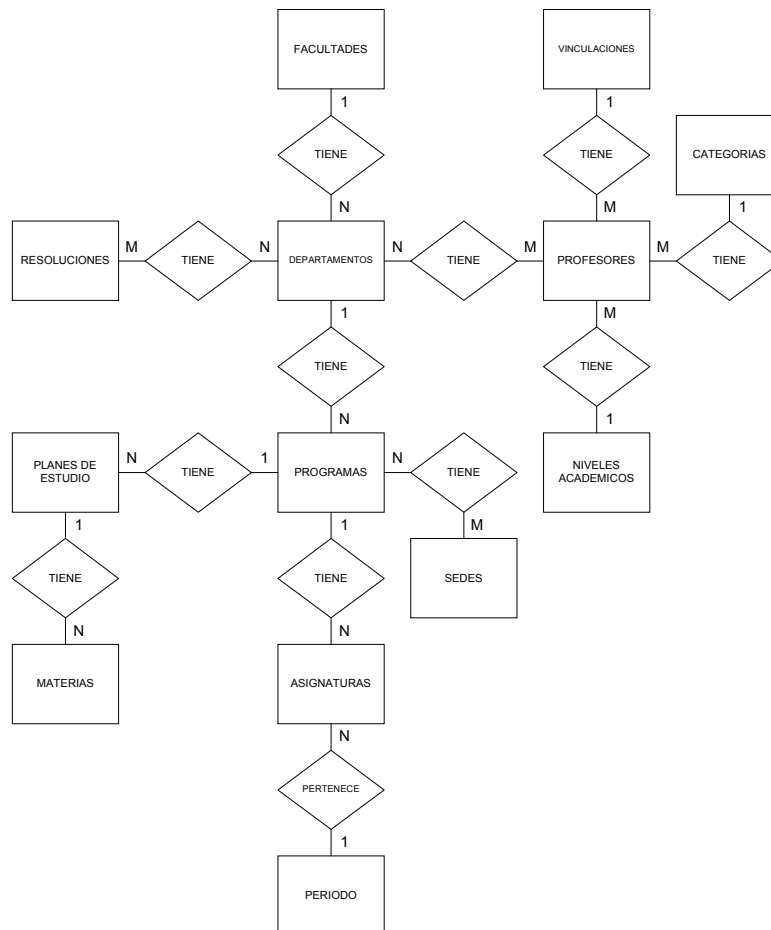 FACULTADES
VINCULACIONES
1
1
CATEGORIAS
TIENE
TIENE
1
N
M
RESOLUCIONES
M
TIENE
N
DEPARTAMENTOS
N
TIENE
M
PROFESORES
M
TIENE
1
M
TIENE
TIENE
N
1
PLANES DE
ESTUDIO
N
TIENE
1
PROGRAMAS
N
TIENE
NIVELES
ACADEMICOS
1
1
M
TIENE
TIENE
SEDES
N
N
MATERIAS
ASIGNATURAS
N
PERTENECE
1
PERIODO